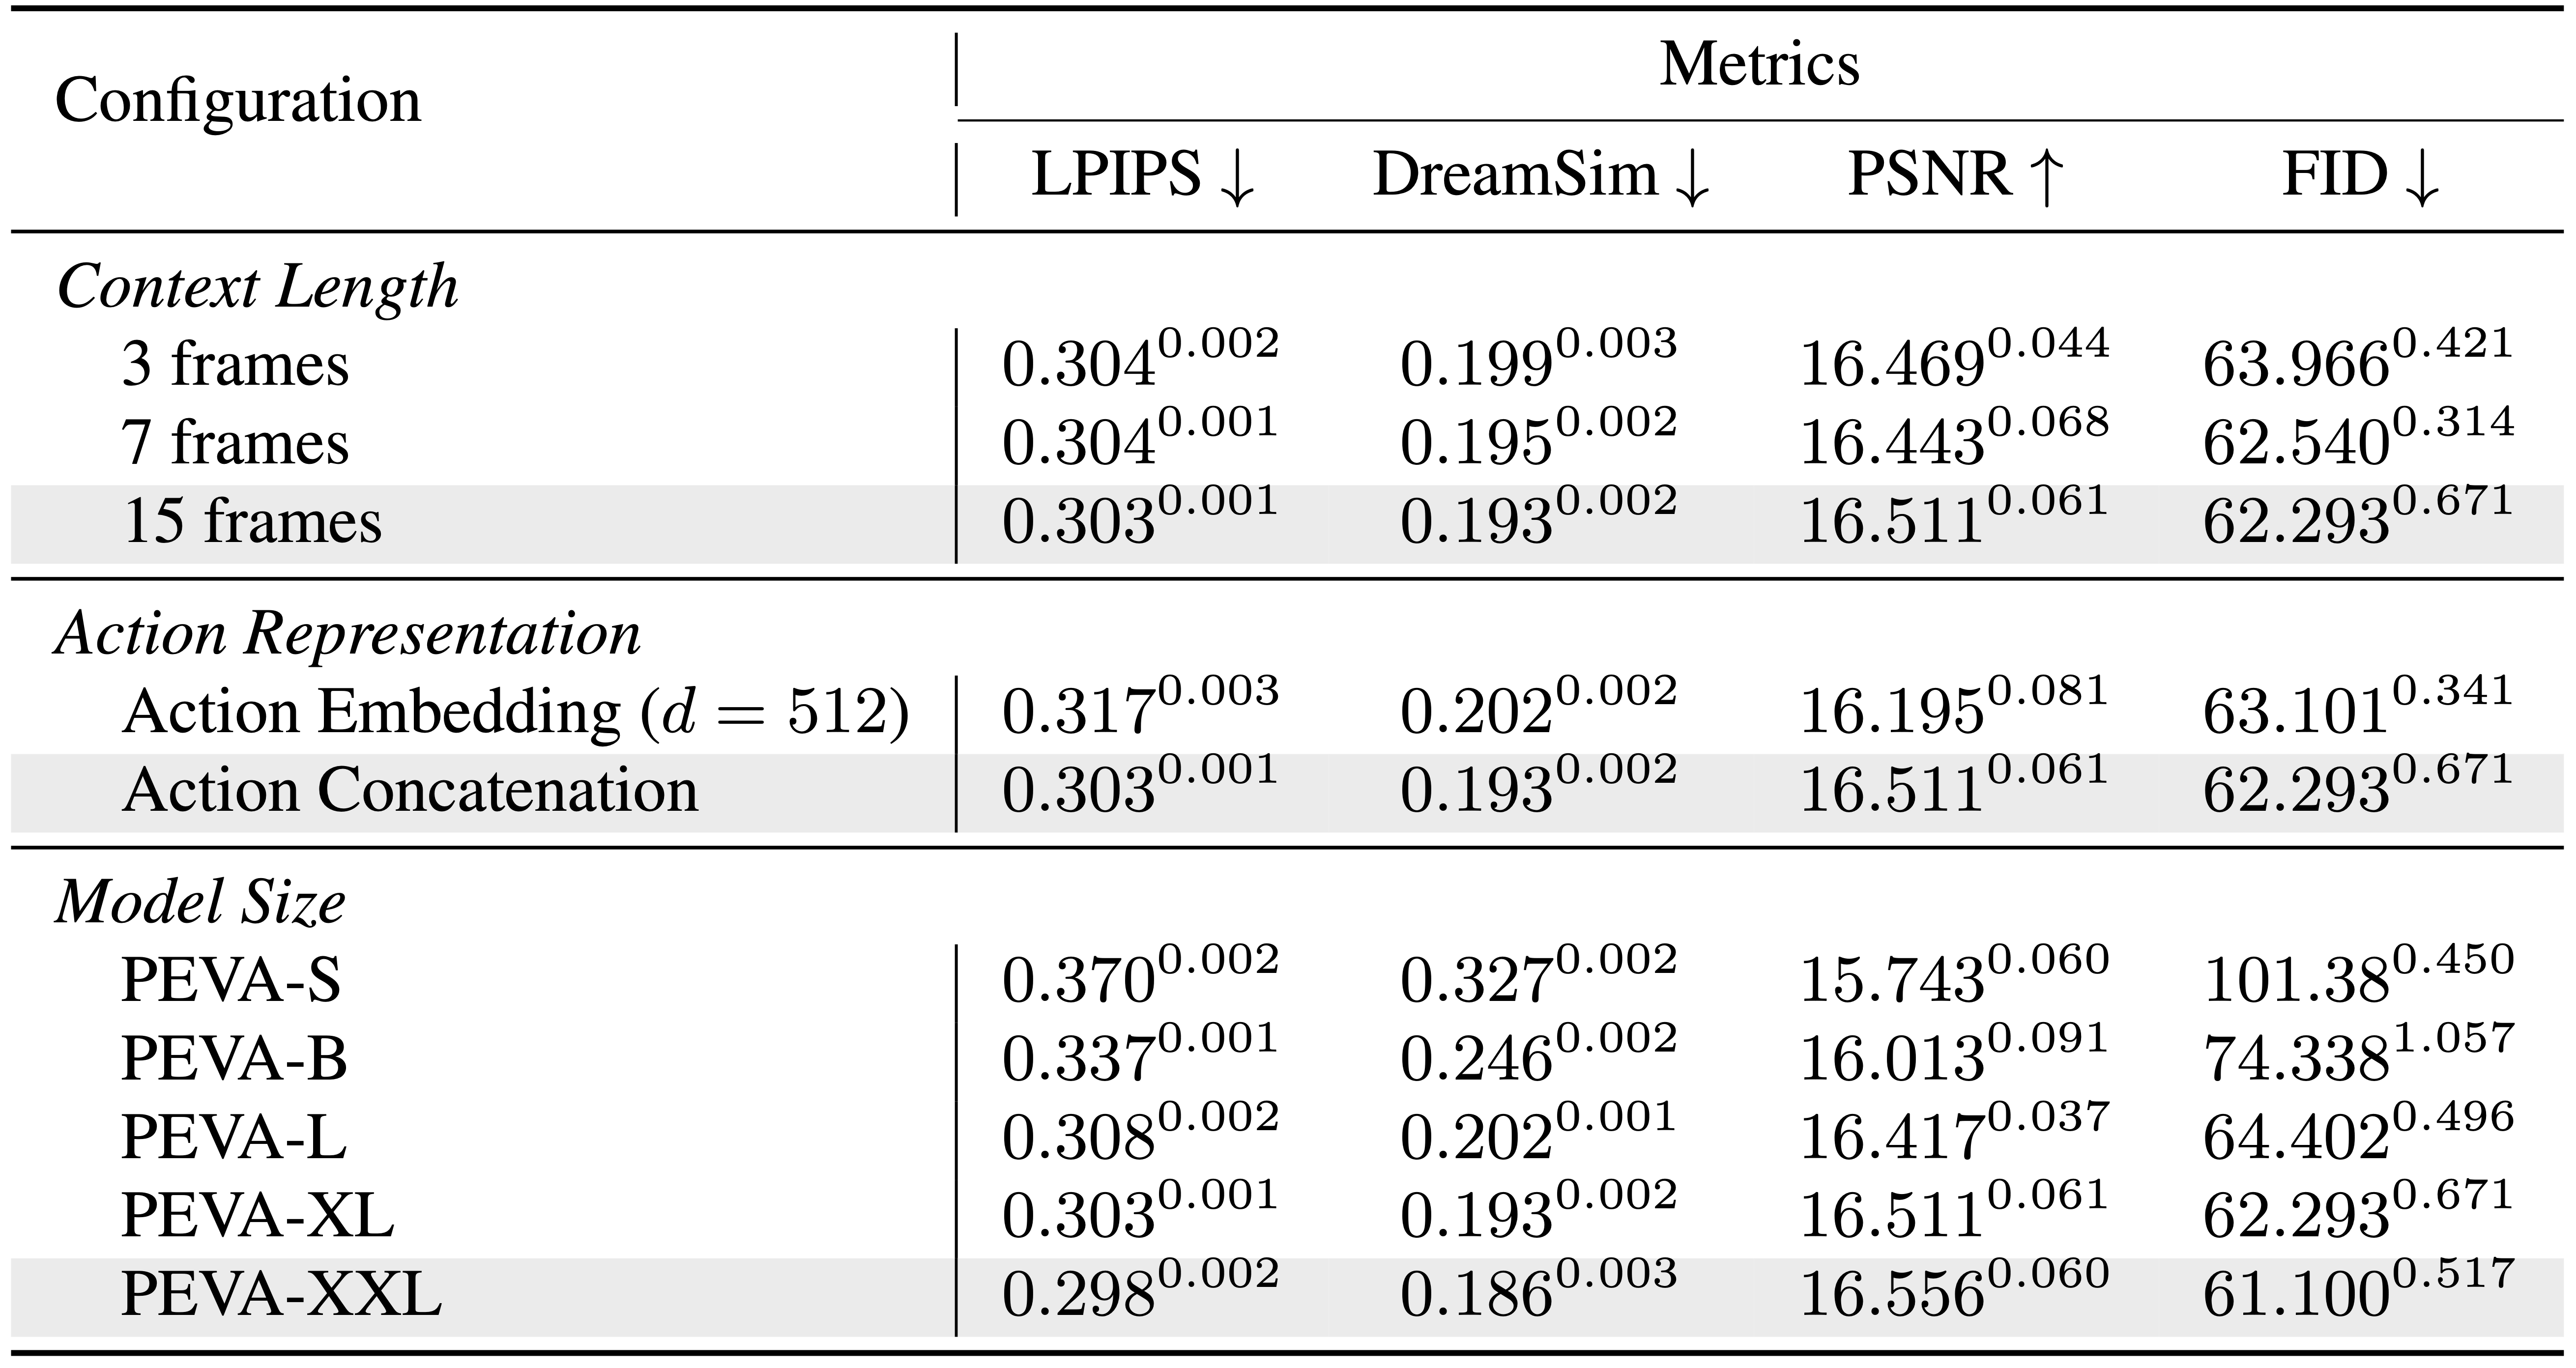 Configuration Metrics
LPIPS ↓ DreamSim ↓ PSNR ↑ FID ↓
Context Length
3 frames 0.304^0.002 0.199^0.003 16.469^0.044 63.966^0.421
7 frames 0.304^0.001 0.195^0.002 16.443^0.068 62.540^0.314
15 frames 0.303^0.001 0.193^0.002 16.511^0.061 62.293^0.671
Action Representation
Action Embedding (d = 512) 0.317^0.003 0.202^0.002 16.195^0.081 63.101^0.341
Action Concatenation 0.303^0.001 0.193^0.002 16.511^0.061 62.293^0.671
Model Size
PEVA-S 0.370^0.002 0.327^0.002 15.743^0.060 101.38^0.450
PEVA-B 0.337^0.001 0.246^0.002 16.013^0.091 74.338^1.057
PEVA-L 0.308^0.002 0.202^0.001 16.417^0.037 64.402^0.496
PEVA-XL 0.303^0.001 0.193^0.002 16.511^0.061 62.293^0.671
PEVA-XXL 0.298^0.002 0.186^0.003 16.556^0.060 61.100^0.517